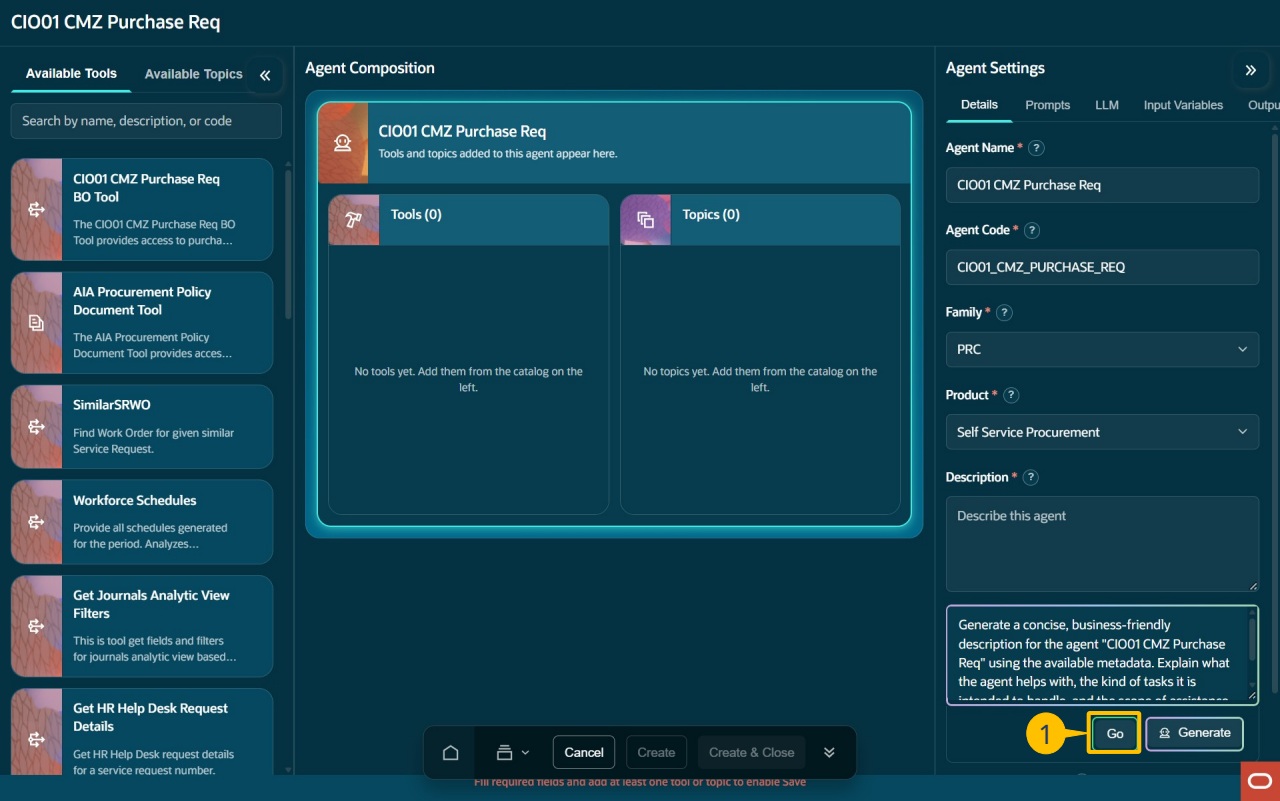 CIO01 CMZ Purchase Req
Available Tools
Available Topics
Search by name, description, or code
CIO01 CMZ Purchase Req
BO Tool
The CIO01 CMZ Purchase Req BO
Tool provides access to purcha...
AIA Procurement Policy
Document Tool
The AIA Procurement Policy
Document Tool provides acces...
SimilarSRWO
Find Work Order for given similar
Service Request.
Workforce Schedules
Provide all schedules generated
for the period. Analyzes...
Get Journals Analytic View
Filters
This is tool get fields and filters
for journals analytic view based...
Get HR Help Desk Request
Details
Get HR Help Desk request details
for a service request number.
Agent Composition
CIO01 CMZ Purchase Req
Tools and topics added to this agent appear here.
Tools (0)
No tools yet. Add them from the catalog on the
left.
Topics (0)
No topics yet. Add them from the catalog on the
left.
Cancel
Create
Create & Close
Fill required fields and add at least one tool or topic to enable Save
Agent Settings
Details
Prompts
LLM
Input Variables
Outpu
Agent Name * ?
CIO01 CMZ Purchase Req
Agent Code * ?
CIO01_CMZ_PURCHASE_REQ
Family * ?
PRC
Product * ?
Self Service Procurement
Description * ?
Describe this agent
Generate a concise, business-friendly
description for the agent "CIO01 CMZ Purchase
Req" using the available metadata. Explain what
the agent helps with, the kind of tasks it is
intended to handle, and the scope of assistance
1
Go
Generate